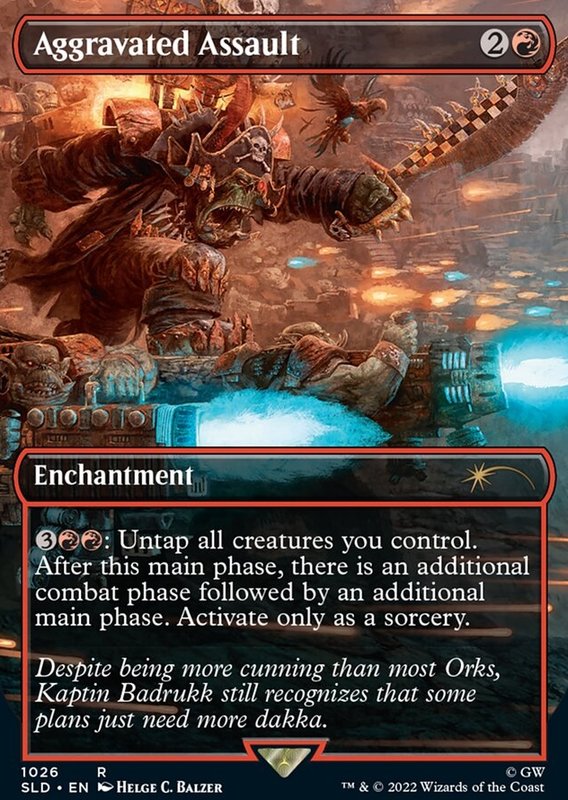 Aggravated Assault 2
Enchantment
3: Untap all creatures you control.
After this main phase, there is an additional
combat phase followed by an additional
main phase. Activate only as a sorcery.
Despite being more cunning than most Orks,
Kaptin Badrukk still recognizes that some
plans just need more dakka.
1026 R © GW
SLD • EN Helge C. Balzer ™ & © 2022 Wizards of the Coast